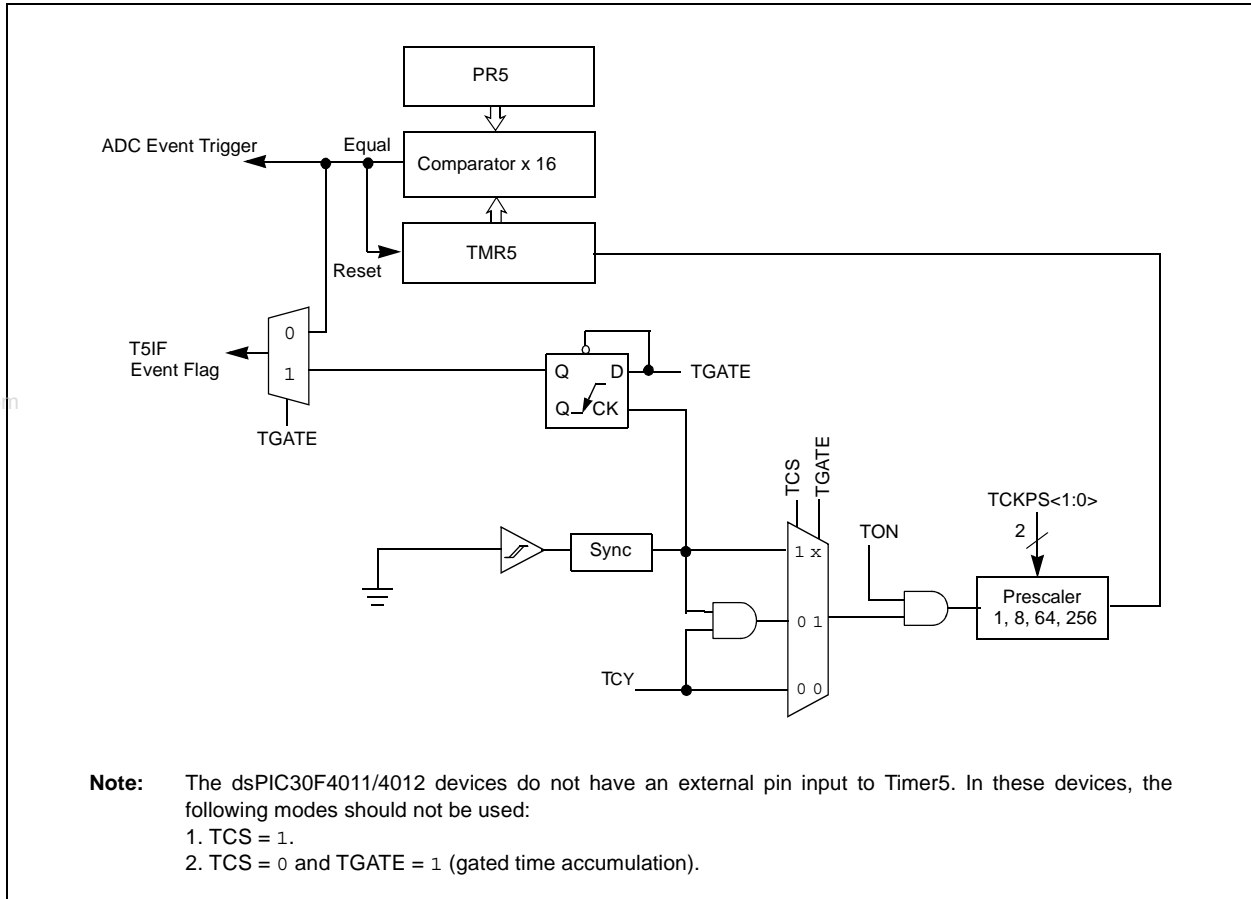 PR5
ADC Event Trigger
Equal
Comparator x 16
TMR5
Reset
0
T5IF
Event Flag
1
Q
D
TGATE
Q
CK
m
TGATE
TCS
TGATE
TCKPS<1:0>
2
TON
Sync
1 x
Prescaler
1, 8, 64, 256
0 1
TCY
0 0
Note: The dsPIC30F4011/4012 devices do not have an external pin input to Timer5. In these devices, the
following modes should not be used:
1. TCS = 1.
2. TCS = 0 and TGATE = 1 (gated time accumulation).